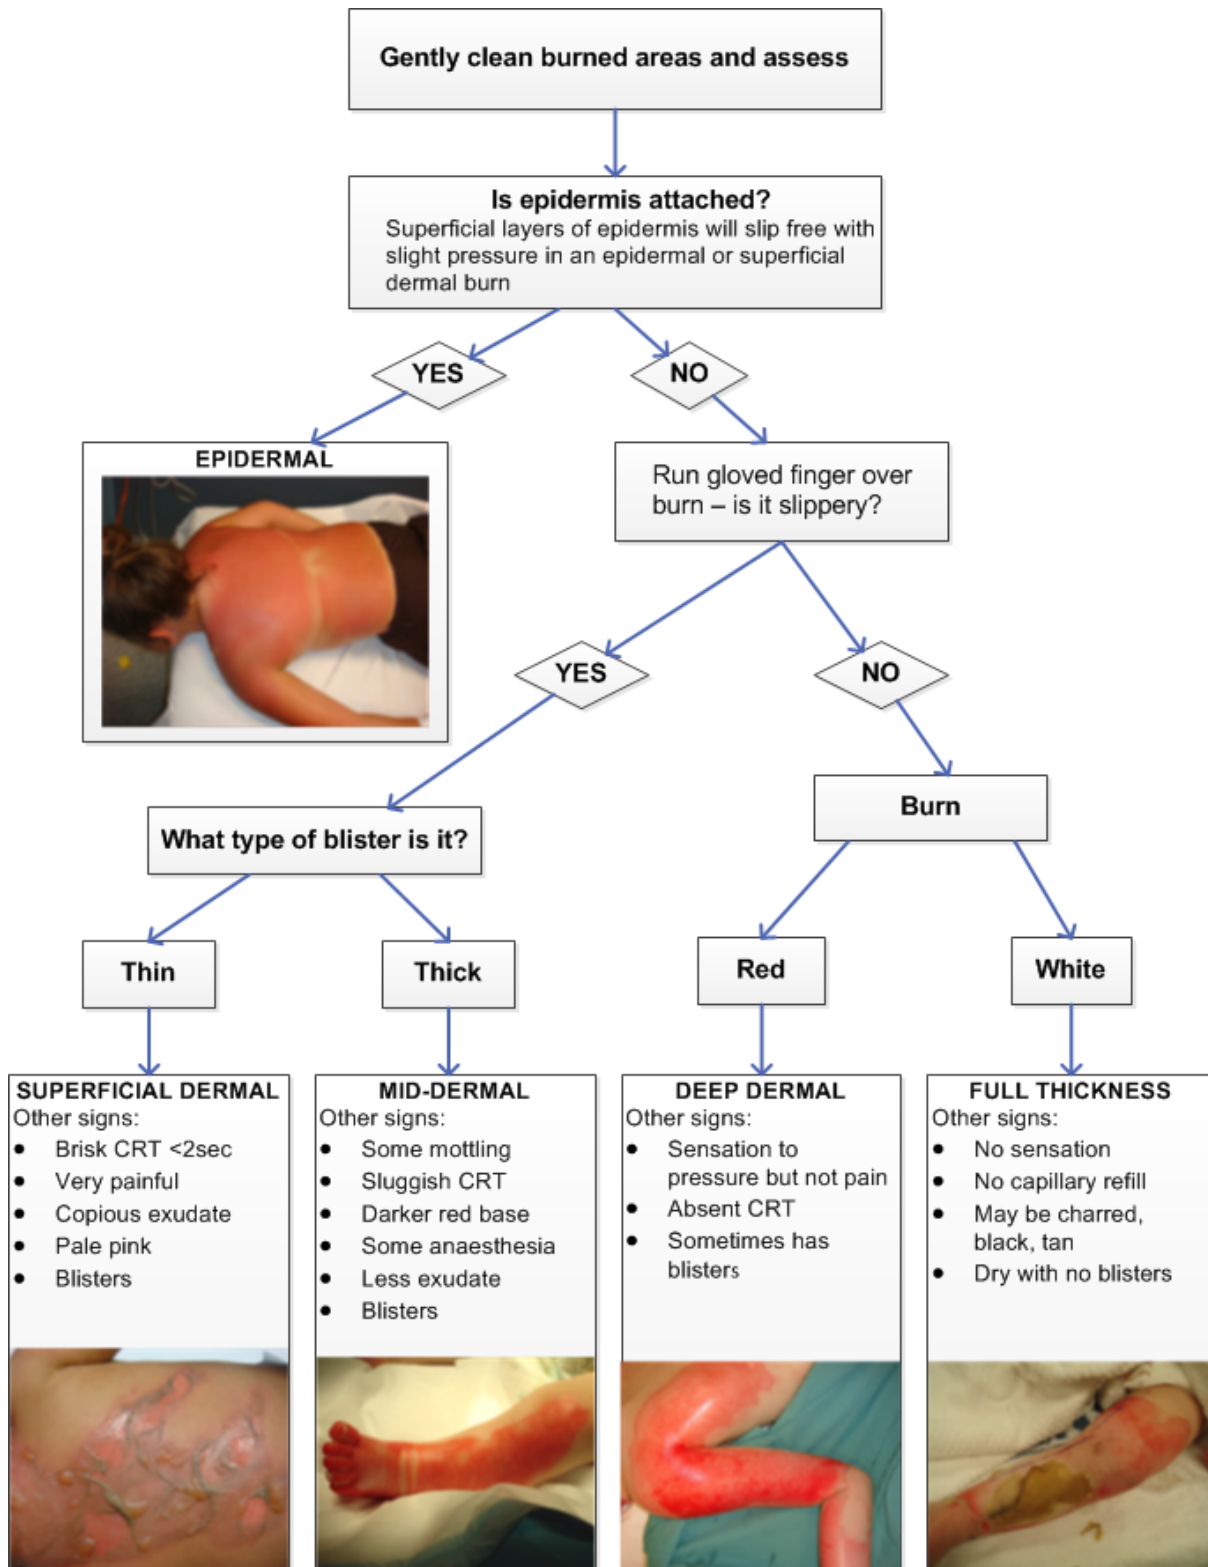 Gently clean burned areas and assess
Is epidermis attached?
Superficial layers of epidermis will slip free with
slight pressure in an epidermal or superficial
dermal burn
YES
NO
EPIDERMAL
Run gloved finger over
burn – is it slippery?
YES
NO
What type of blister is it?
Burn
Thin
Thick
Red
White
SUPERFICIAL DERMAL
Other signs:
● Brisk CRT <2sec
● Very painful
● Copious exudate
● Pale pink
● Blisters
MID-DERMAL
Other signs:
● Some mottling
● Sluggish CRT
● Darker red base
● Some anaesthesia
● Less exudate
● Blisters
DEEP DERMAL
Other signs:
● Sensation to
pressure but not pain
● Absent CRT
● Sometimes has
blisters
FULL THICKNESS
Other signs:
● No sensation
● No capillary refill
● May be charred,
black, tan
● Dry with no blisters